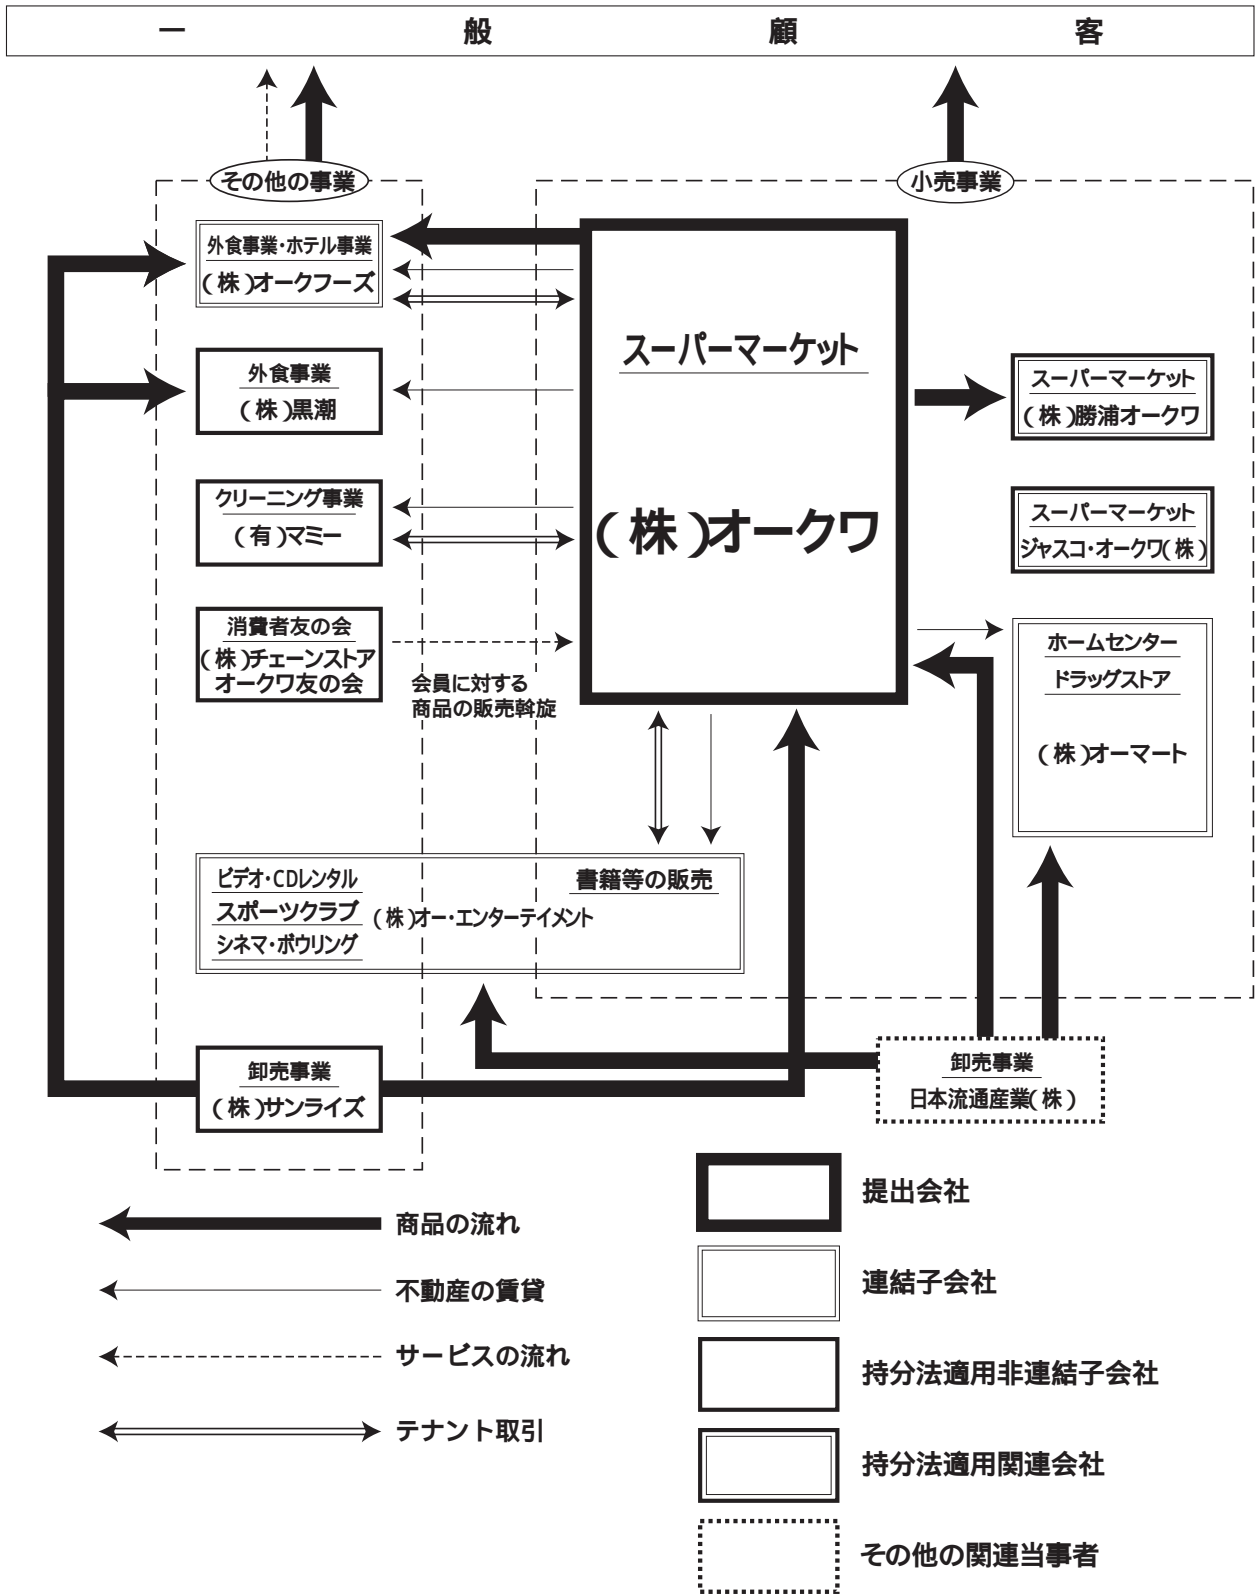 一般顧客
その他の事業
小売事業
外食事業・ホテル事業
(株)オークフーズ
外食事業
(株)黒潮
クリーニング事業
(有)マミー
消費者友の会
(株)チェーンストア
オークワ友の会
会員に対する
商品の販売斡旋
スーパーマーケット
(株)オークワ
スーパーマーケット
(株)勝浦オークワ
スーパーマーケット
ジャスコ・オークワ(株)
ホームセンター
ドラッグストア
(株)オーマート
ビデオ・CDレンタル
スポーツクラブ
シネマ・ボウリング
(株)オー・エンターテイメント
書籍等の販売
卸売事業
(株)サンライズ
卸売事業
日本流通産業(株)
商品の流れ
不動産の賃貸
サービスの流れ
テナント取引
提出会社
連結子会社
持分法適用非連結子会社
持分法適用関連会社
その他の関連当事者